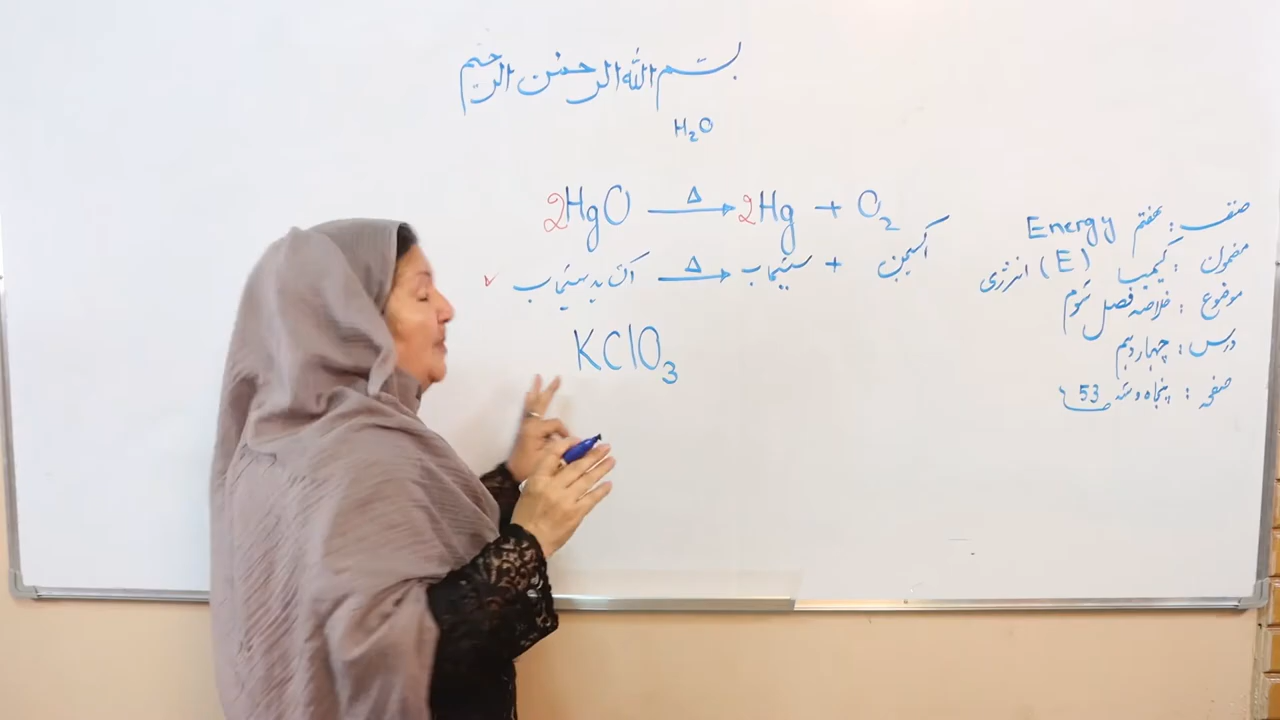 بسم الله الرحمن الرحیم
H₂O
2HgO —Δ→ 2Hg + O₂
✓ اکساید سیماب —Δ→ سیماب + اکسیجن
KClO₃
صنف : هفتم Energy
مضمون : کیمیا (E) انرژی
موضوع : خلاصه فصل سوم
درس : چهاردهم
صفحه : پنجاه و سه 53